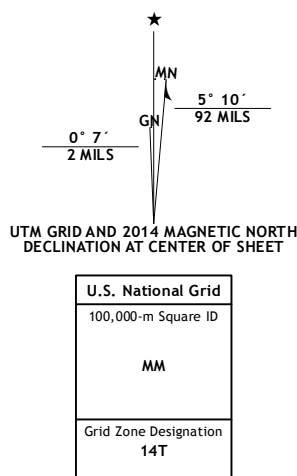 MN
GN
5° 10´
92 MILS
0° 7´
2 MILS
UTM GRID AND 2014 MAGNETIC NORTH
DECLINATION AT CENTER OF SHEET
U.S. National Grid
100,000-m Square ID
MM
Grid Zone Designation
14T